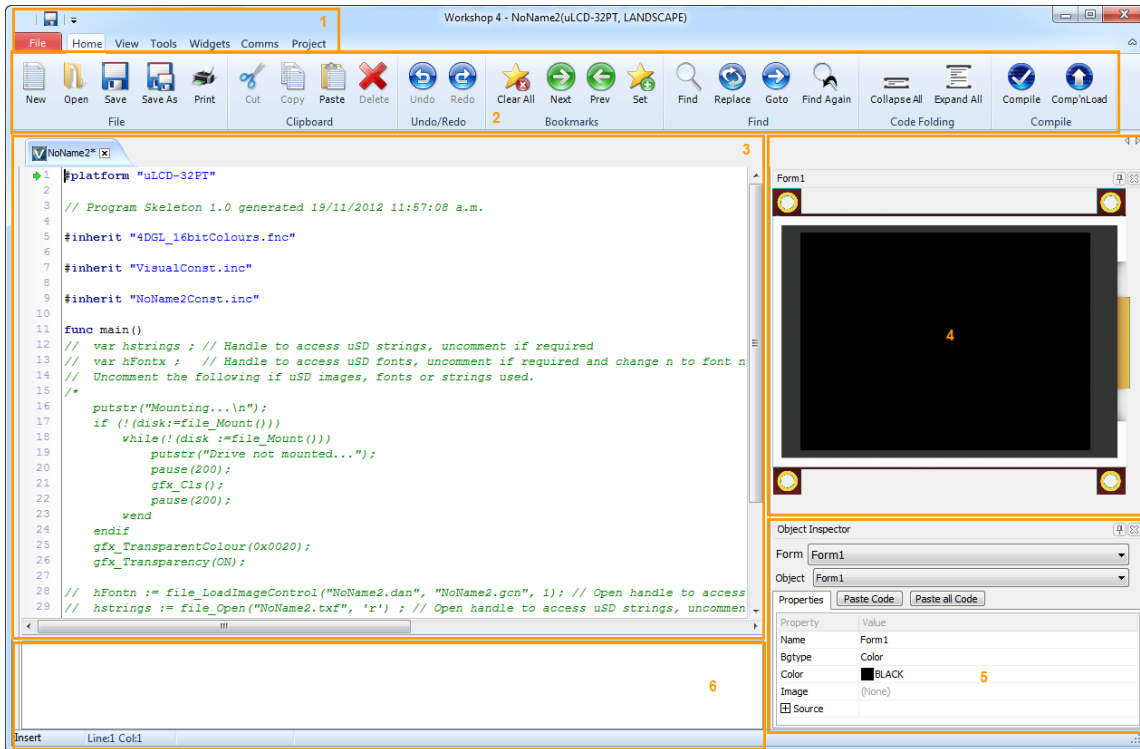 Workshop 4 - NoName2(uLCD-32PT, LANDSCAPE)
1
File Home View Tools Widgets Comms Project
New Open Save Save As Print Cut Copy Paste Delete Undo Redo Clear All Next Prev Set Find Replace Goto Find Again Collapse All Expand All Compile Comp'nLoad
File Clipboard Undo/Redo 2 Bookmarks Find Code Folding Compile
NoName2* 3
1 #platform "uLCD-32PT"
2
3 // Program Skeleton 1.0 generated 19/11/2012 11:57:08 a.m.
4
5 #inherit "4DGL_16bitColours.fnc"
6
7 #inherit "VisualConst.inc"
8
9 #inherit "NoName2Const.inc"
10
11 func main()
12 // var hstrings ; // Handle to access uSD strings, uncomment if required
13 // var hFontx ; // Handle to access uSD fonts, uncomment if required and change n to font n
14 // Uncomment the following if uSD images, fonts or strings used.
15 /*
16 putstr("Mounting...\n");
17 if (!(disk:=file_Mount()))
18 while(!(disk :=file_Mount()))
19 putstr("Drive not mounted...");
20 pause(200);
21 gfx_Cls();
22 pause(200);
23 wend
24 endif
25 gfx_TransparentColour(0x0020);
26 gfx_Transparency(ON);
27
28 // hFontn := file_LoadImageControl("NoName2.dan", "NoName2.gcn", 1); // Open handle to access
29 // hstrings := file_Open("NoName2.txf", 'r') ; // Open handle to access uSD strings, uncommen
Form1
4
Object Inspector
Form Form1
Object Form1
Properties Paste Code Paste all Code
Property Value
Name Form1
Bgtype Color
Color BLACK
5
Image (None)
Source
6
Insert Line:1 Col:1